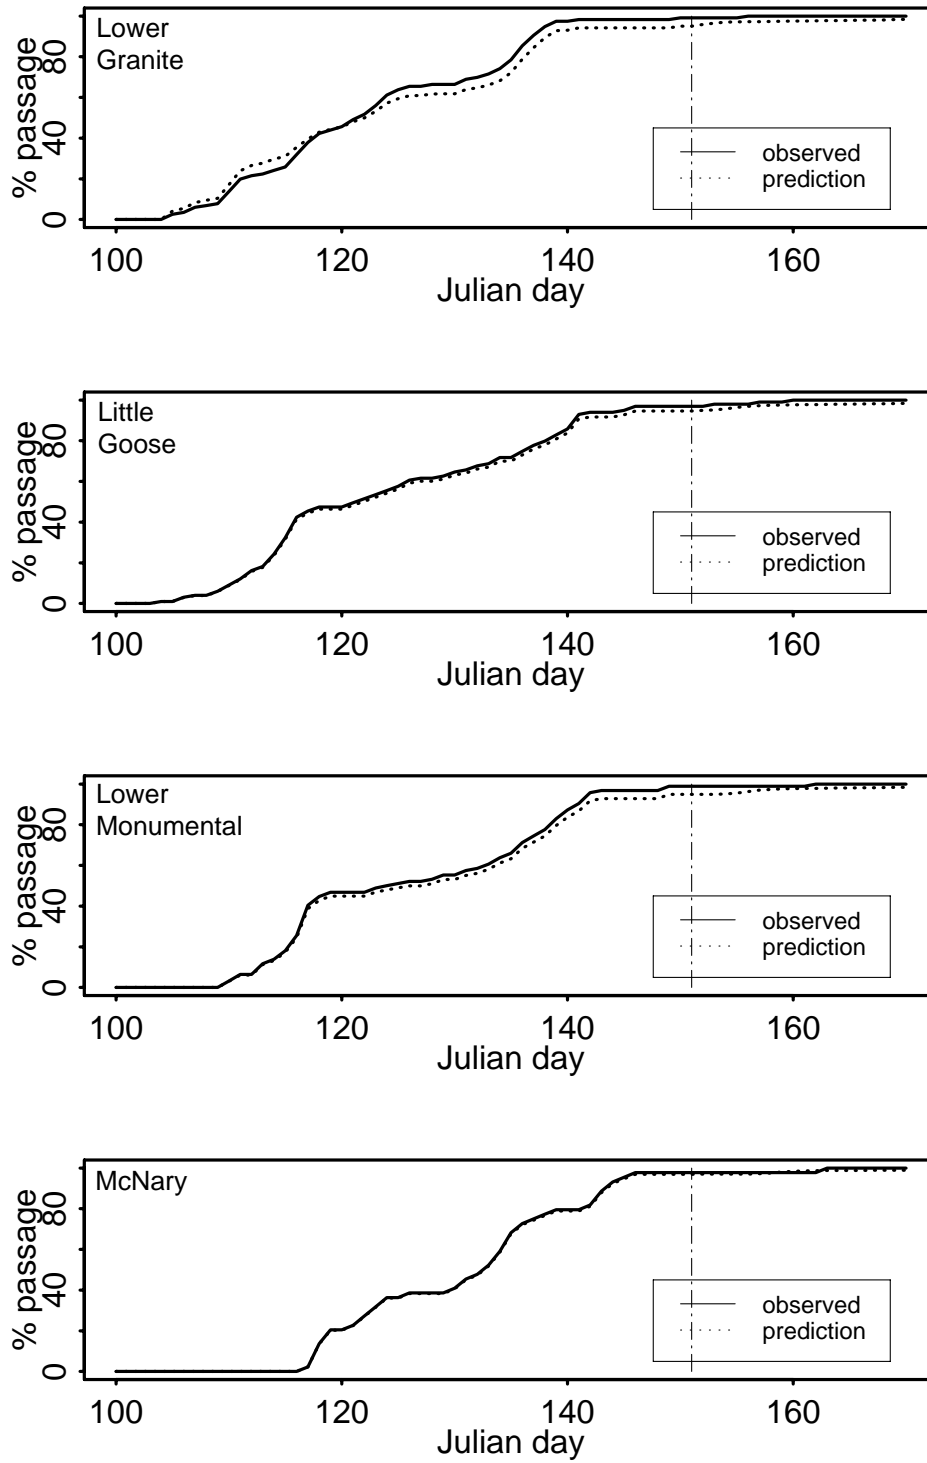 Lower
Granite
% passage
0 40 80
observed
prediction
100 120 140 160
Julian day
Little
Goose
% passage
0 40 80
observed
prediction
100 120 140 160
Julian day
Lower
Monumental
% passage
0 40 80
observed
prediction
100 120 140 160
Julian day
McNary
% passage
0 40 80
observed
prediction
100 120 140 160
Julian day